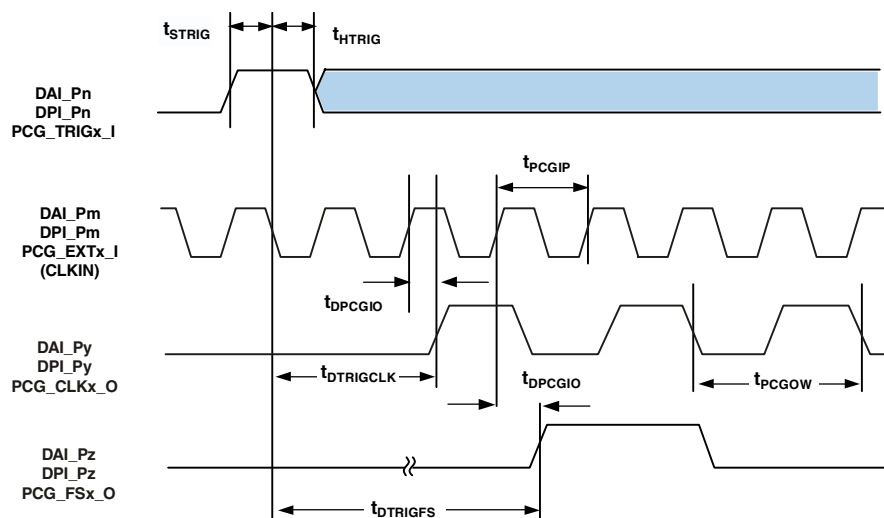 tSTRIG
tHTRIG
DAI_Pn
DPI_Pn
PCG_TRIGx_I
tPCGIP
DAI_Pm
DPI_Pm
PCG_EXTx_I
(CLKIN)
tDPCGIO
DAI_Py
DPI_Py
PCG_CLKx_O
tDTRIGCLK
tDPCGIO
tPCGOW
DAI_Pz
DPI_Pz
PCG_FSx_O
tDTRIGFS